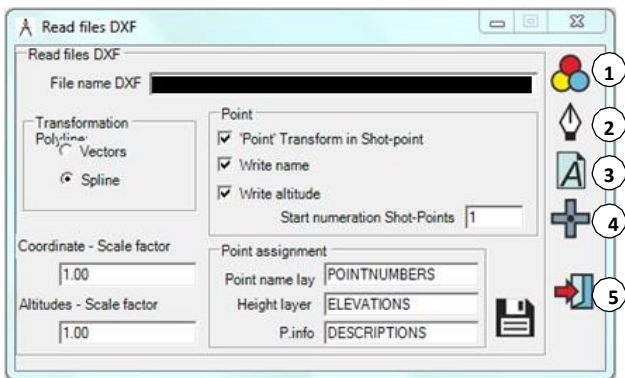 Read files DXF
Read files DXF
File name DXF
Transformation
Polyline:
Vectors
Spline
Point
'Point' Transform in Shot-point
Write name
Write altitude
Start numeration Shot-Points 1
Coordinate - Scale factor
1.00
Altitudes - Scale factor
1.00
Point assignment
Point name lay POINTNUMBERS
Height layer ELEVATIONS
P.info DESCRIPTIONS
1
2
A 3
4
5